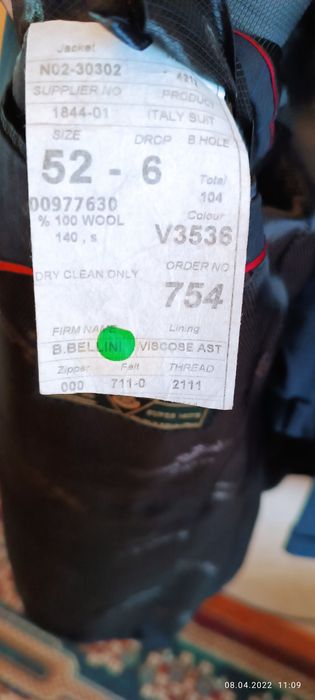 Jacket
N02-30302 421
SUPPLIER.NO PRODUCT
1844-01 ITALY SUIT
SIZE DROP B.HOLE
52 - 6 Total
104
00977630 Colour
% 100 WOOL V3536
140 , s
DRY CLEAN.ONLY ORDER NO
754
FIRM NAME Lining
B.BELLINI VISCOSE AST
Zipper Felt THREAD
000 711-0 2111
SUPER
08.04.2022 11:09